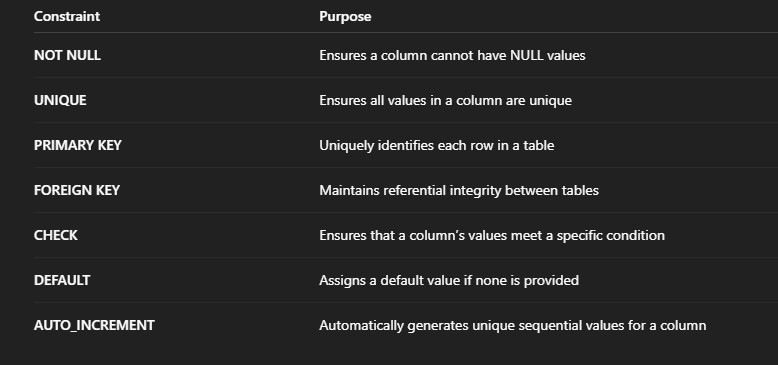 Constraint Purpose
NOT NULL Ensures a column cannot have NULL values
UNIQUE Ensures all values in a column are unique
PRIMARY KEY Uniquely identifies each row in a table
FOREIGN KEY Maintains referential integrity between tables
CHECK Ensures that a column’s values meet a specific condition
DEFAULT Assigns a default value if none is provided
AUTO_INCREMENT Automatically generates unique sequential values for a column